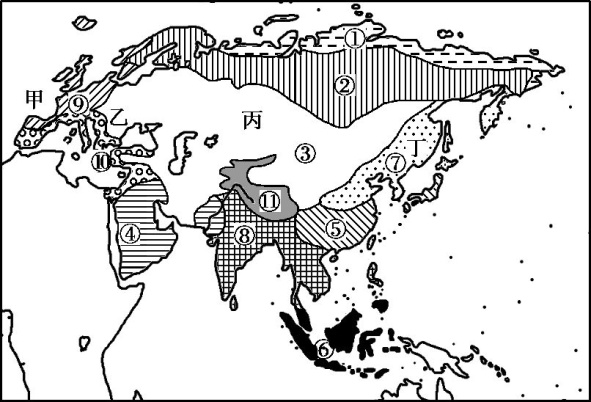 ①
②
甲
⑨
乙
丙
丁
③
⑦
⑩
⑪
④
⑧
⑤
⑥